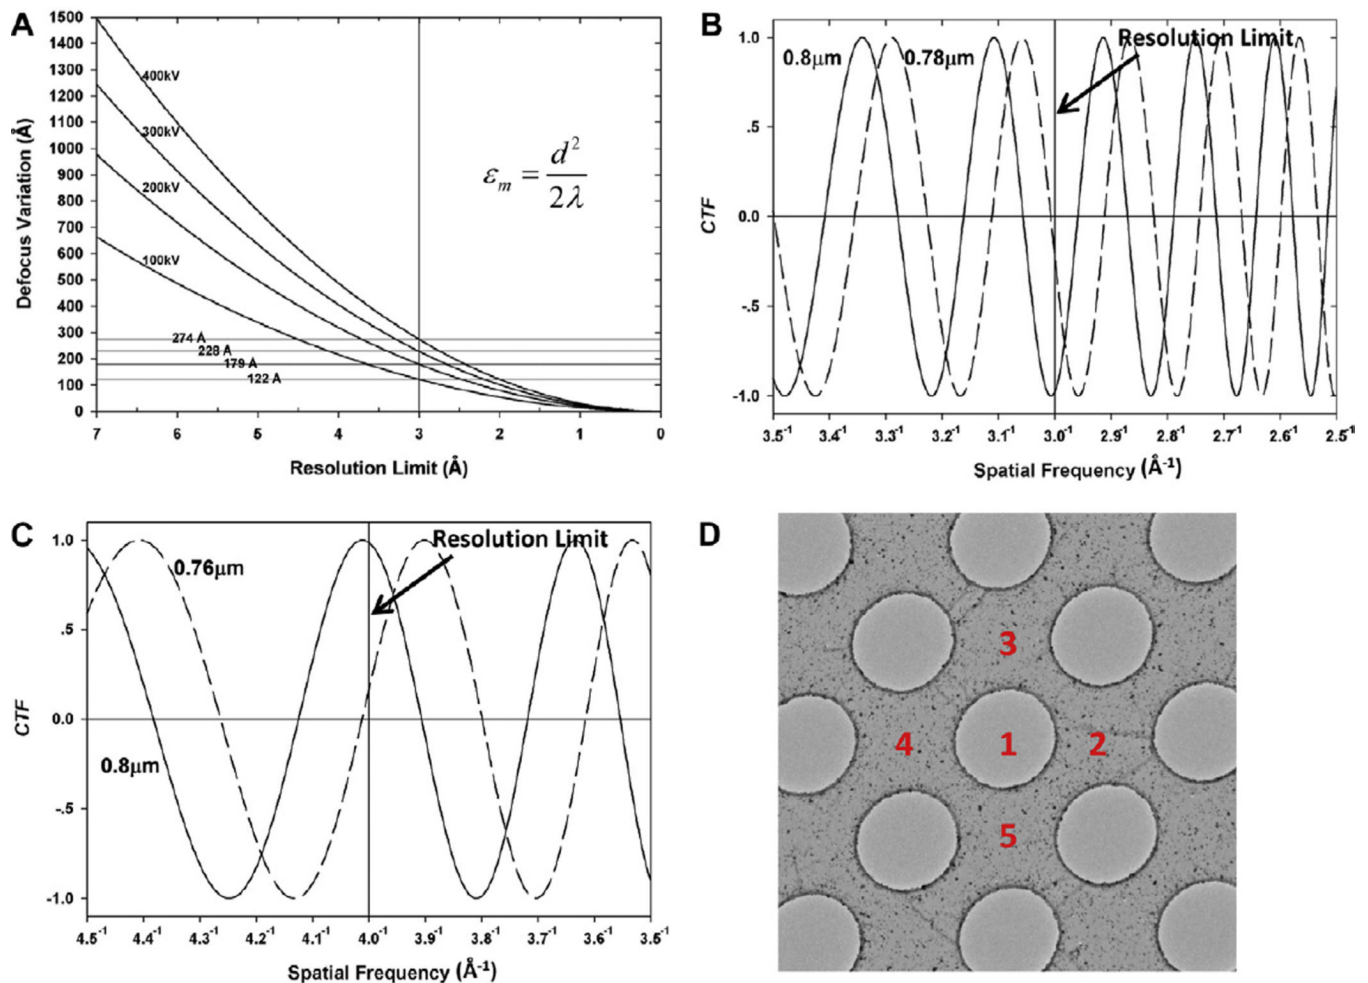 A
1500
1400
1300
1200
1100
1000
900
800
700
600
500
400
300
200
100
0
Defocus Variation (Å)
400kV
300kV
200kV
100kV
274 Å
228 Å
179 Å
122 Å
εm = d² / 2λ
7 6 5 4 3 2 1 0
Resolution Limit (Å)
B
Resolution Limit
0.8μm 0.78μm
1.0
.5
0.0
-.5
-1.0
CTF
3.5⁻¹ 3.4⁻¹ 3.3⁻¹ 3.2⁻¹ 3.1⁻¹ 3.0⁻¹ 2.9⁻¹ 2.8⁻¹ 2.7⁻¹ 2.6⁻¹ 2.5⁻¹
Spatial Frequency (Å⁻¹)
C
Resolution Limit
0.76μm
0.8μm
1.0
.5
0.0
-.5
-1.0
CTF
4.5⁻¹ 4.4⁻¹ 4.3⁻¹ 4.2⁻¹ 4.1⁻¹ 4.0⁻¹ 3.9⁻¹ 3.8⁻¹ 3.7⁻¹ 3.6⁻¹ 3.5⁻¹
Spatial Frequency (Å⁻¹)
D
3
4 1 2
5